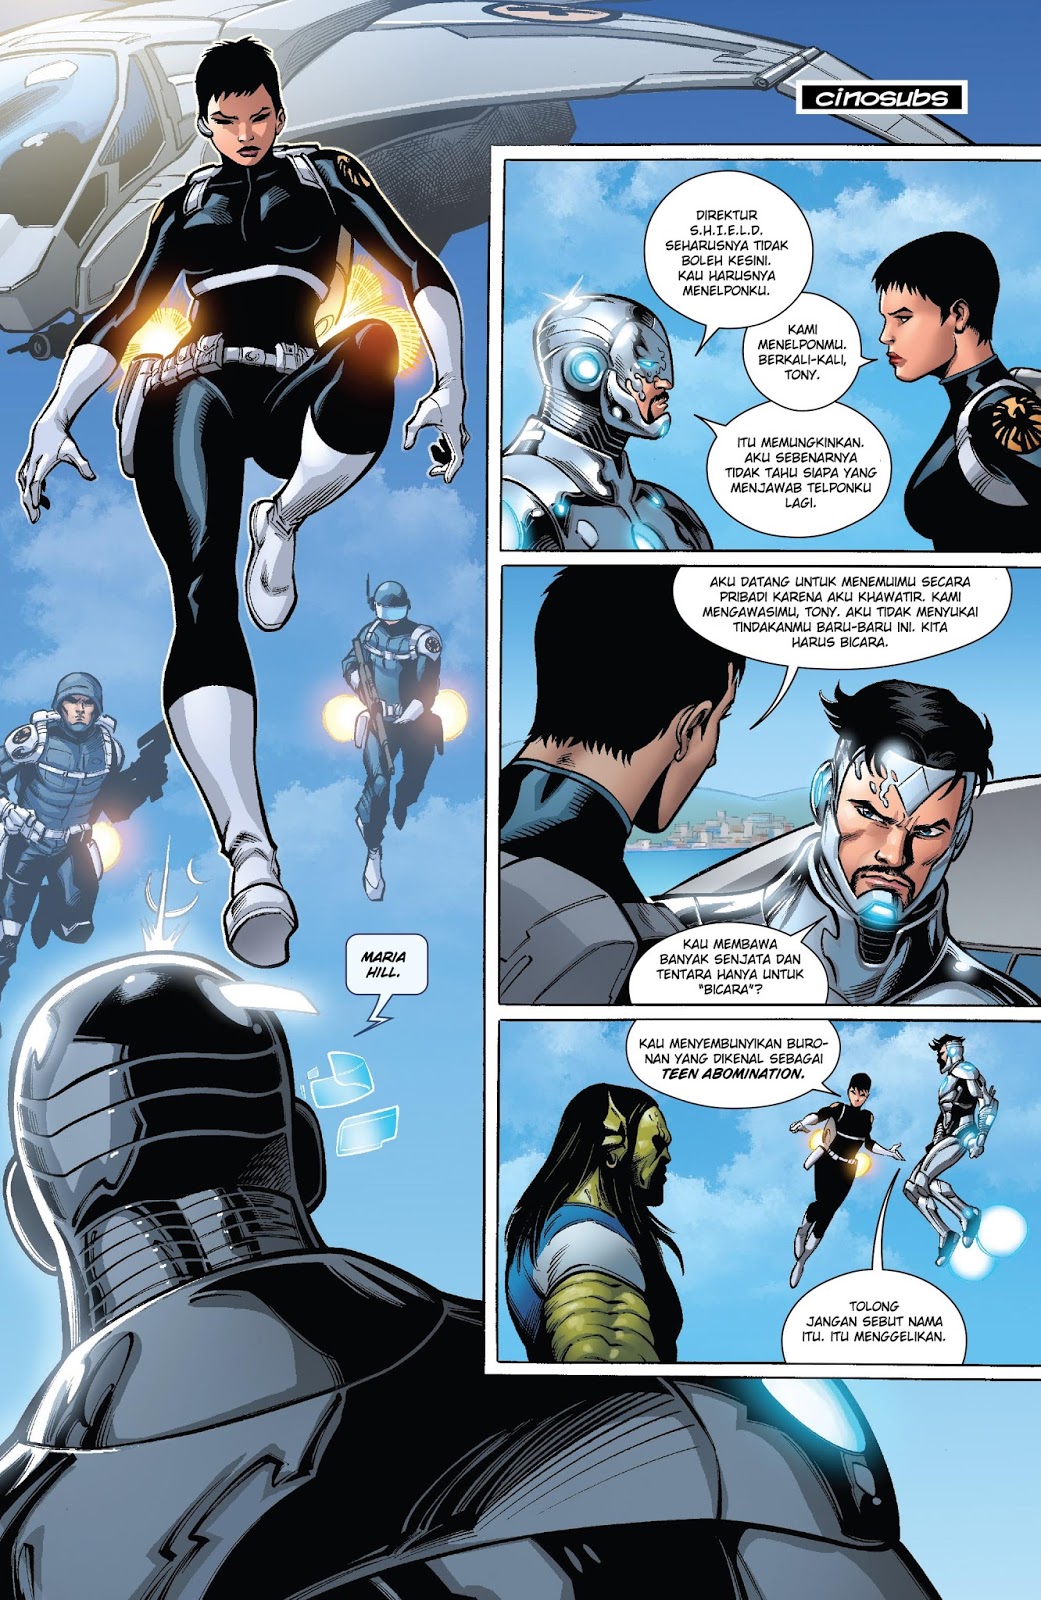 cinosubs
MARIA
HILL.
DIREKTUR
S.H.I.E.L.D.
SEHARUSNYA TIDAK
BOLEH KESINI.
KAU HARUSNYA
MENELPONKU.
KAMI
MENELPONMU.
BERKALI-KALI,
TONY.
ITU MEMUNGKINKAN.
AKU SEBENARNYA
TIDAK TAHU SIAPA YANG
MENJAWAB TELPONKU
LAGI.
AKU DATANG UNTUK MENEMUIMU SECARA
PRIBADI KARENA AKU KHAWATIR. KAMI
MENGAWASIMU, TONY. AKU TIDAK MENYUKAI
TINDAKANMU BARU-BARU INI. KITA
HARUS BICARA.
KAU MEMBAWA
BANYAK SENJATA DAN
TENTARA HANYA UNTUK
"BICARA"?
KAU MENYEMBUNYIKAN BURO-
NAN YANG DIKENAL SEBAGAI
TEEN ABOMINATION.
TOLONG
JANGAN SEBUT NAMA
ITU. ITU MENGGELIKAN.